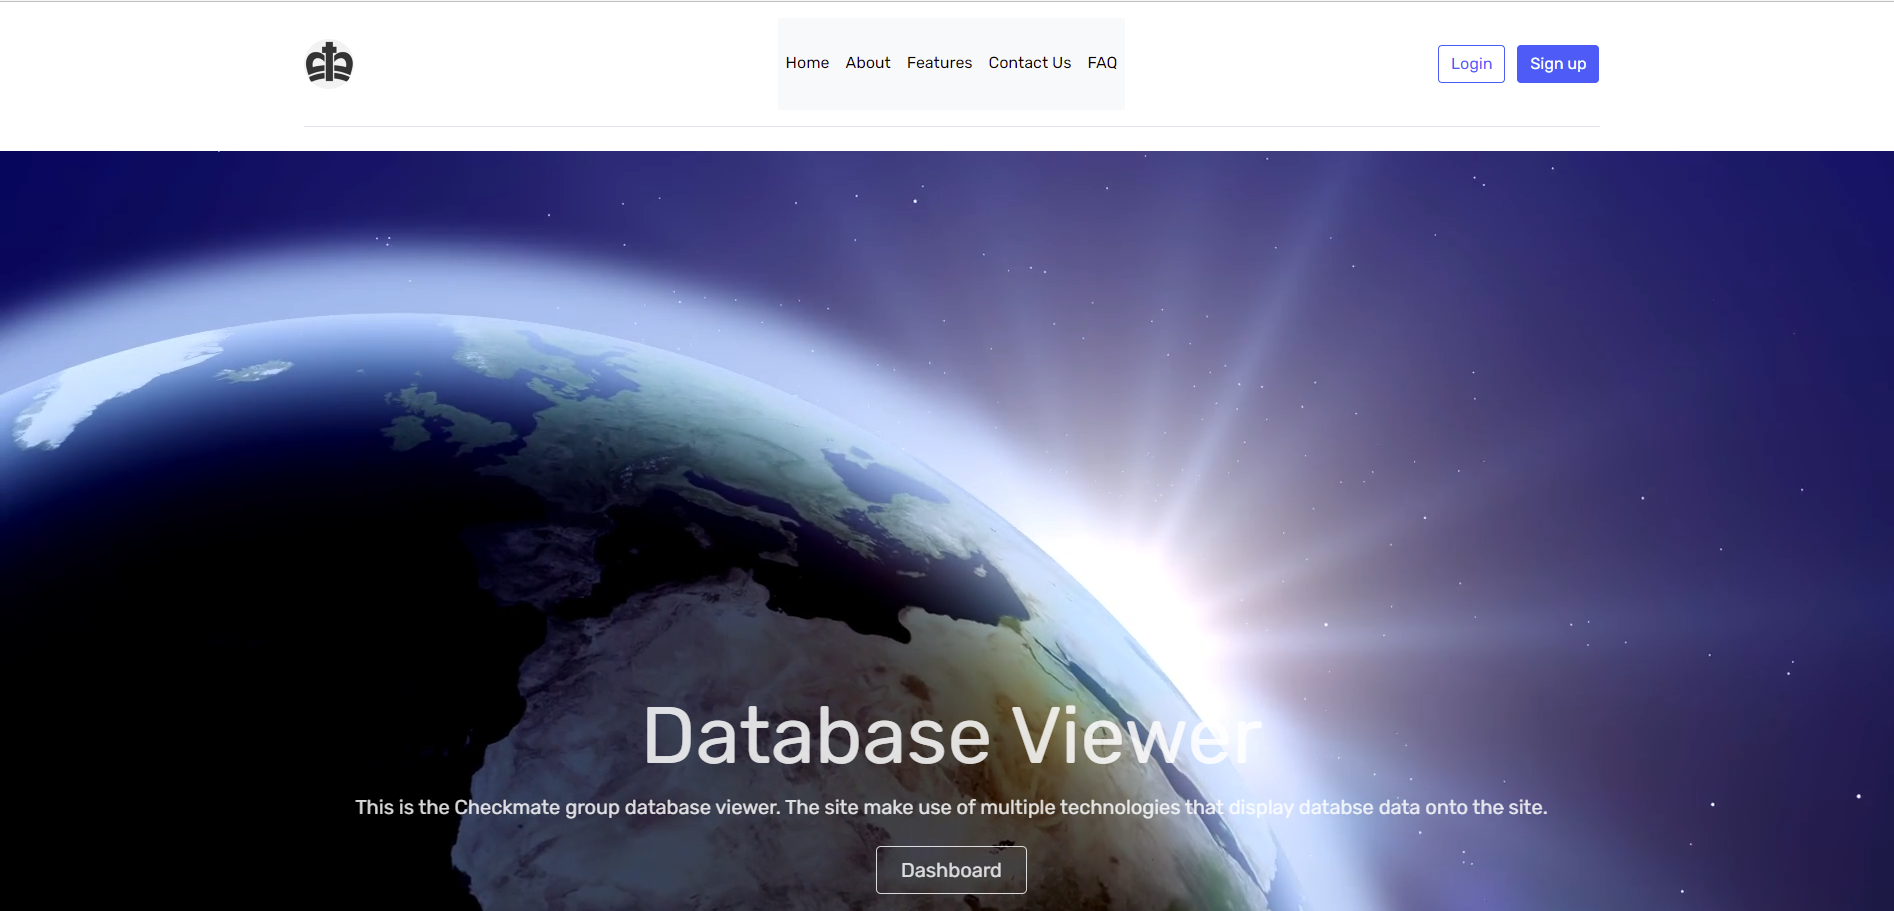 Home About Features Contact Us FAQ
Login Sign up
Database Viewer
This is the Checkmate group database viewer. The site make use of multiple technologies that display databse data onto the site.
Dashboard